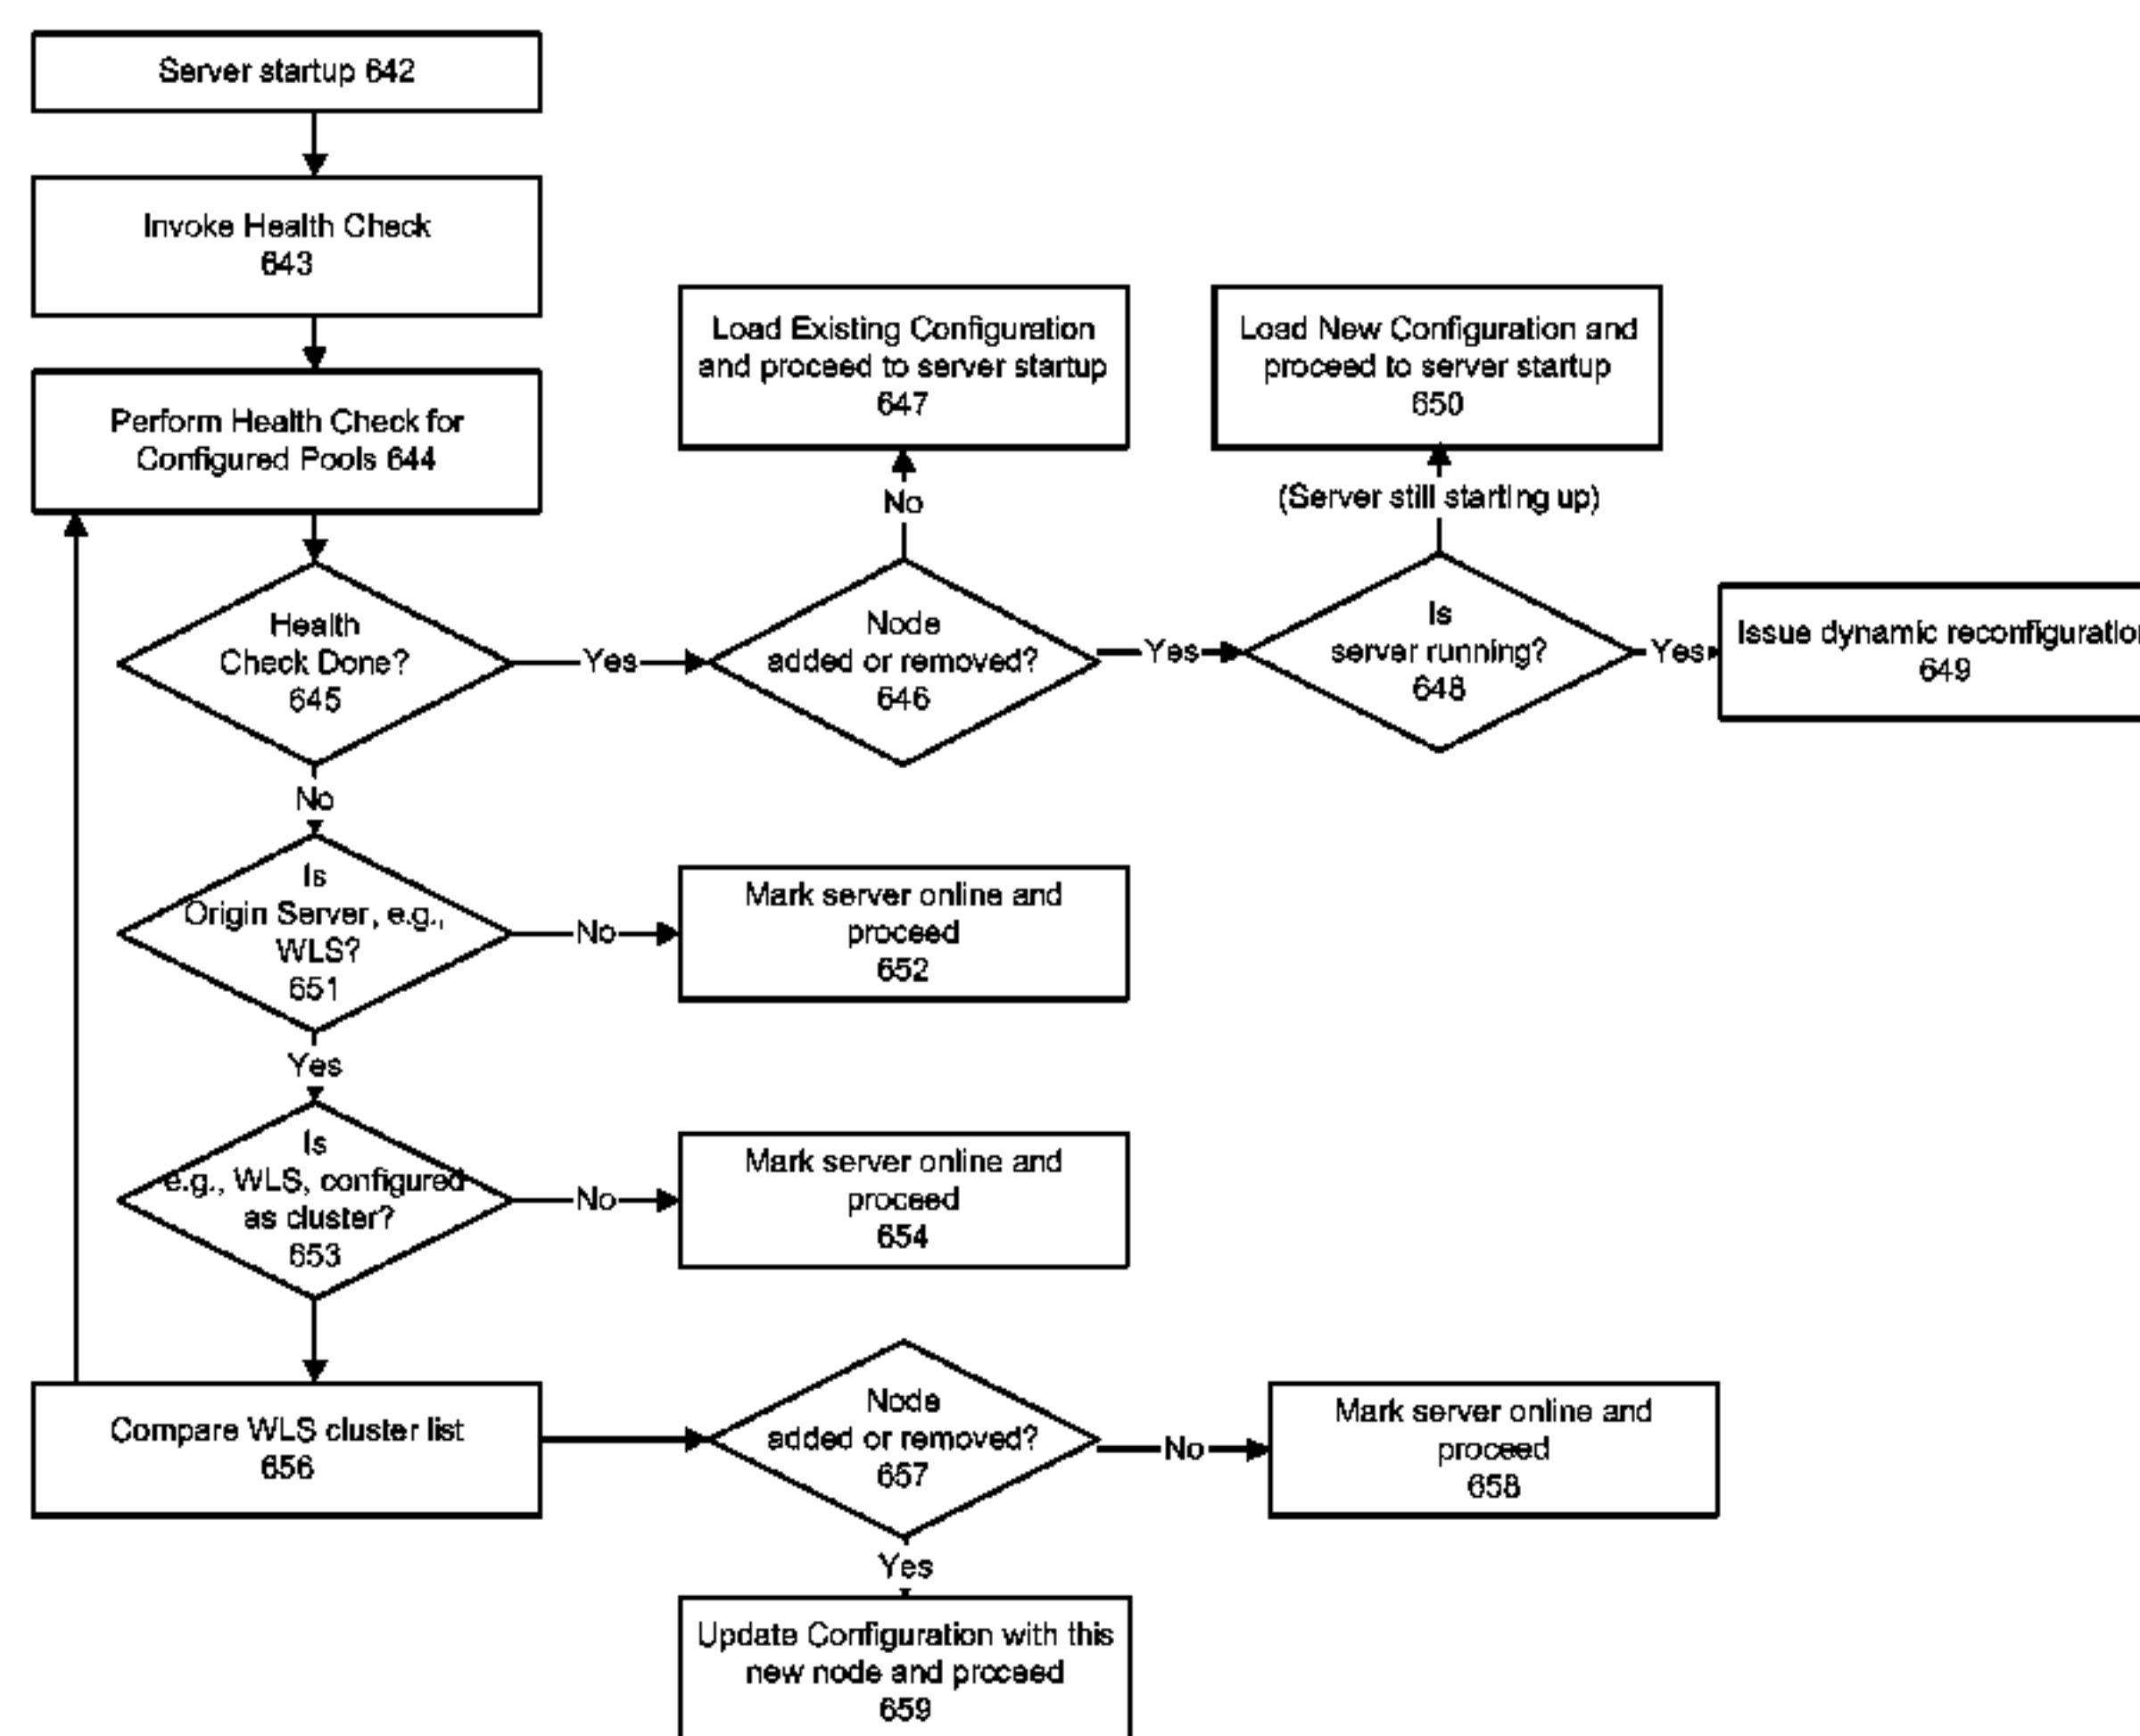 Server startup 642
Invoke Health Check
643
Perform Health Check for
Configured Pools 644
Load Existing Configuration
and proceed to server startup
647
Load New Configuration and
proceed to server startup
650
No
(Server still starting up)
Health
Check Done?
645
Yes
Node
added or removed?
646
Yes
Is
server running?
648
Yes
Issue dynamic reconfiguration
649
No
Is
Origin Server, e.g.,
WLS?
651
No
Mark server online and
proceed
652
Yes
Is
e.g., WLS, configured
as cluster?
653
No
Mark server online and
proceed
654
Compare WLS cluster list
656
Node
added or removed?
657
No
Mark server online and
proceed
658
Yes
Update Configuration with this
new node and proceed
659